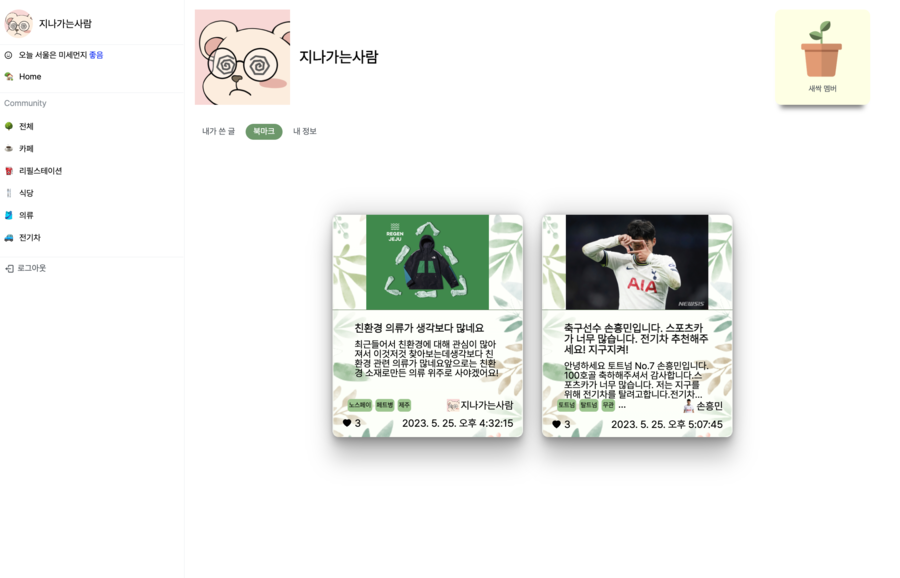 지나가는사람
오늘 서울은 미세먼지 좋음
Home
Community
전체
카페
리필스테이션
식당
의류
전기차
로그아웃
지나가는사람
새싹 멤버
내가 쓴 글
북마크
내 정보
REGEN
JEJU
친환경 의류가 생각보다 많네요
최근들어서 친환경에 대해 관심이 많아
져서 이것저것 찾아보는데생각보다 친
환경 관련 의류가 많네요앞으로는 친환
경 소재로만든 의류 위주로 사야겠어요!
노스페이 페트병 제주
지나가는사람
3
2023. 5. 25. 오후 4:32:15
AIA
NEWSIS
축구선수 손흥민입니다. 스포츠카
가 너무 많습니다. 전기차 추천해주
세요! 지구지켜!
안녕하세요 토트넘 No.7 손흥민입니다.
100호골 축하해주셔서 감사합니다.스
포츠카가 너무 많습니다. 저는 지구를
위해 전기차를 탈려고합니다.전기차...
토트넘 탈트넘 무관 ...
손흥민
3
2023. 5. 25. 오후 5:07:45